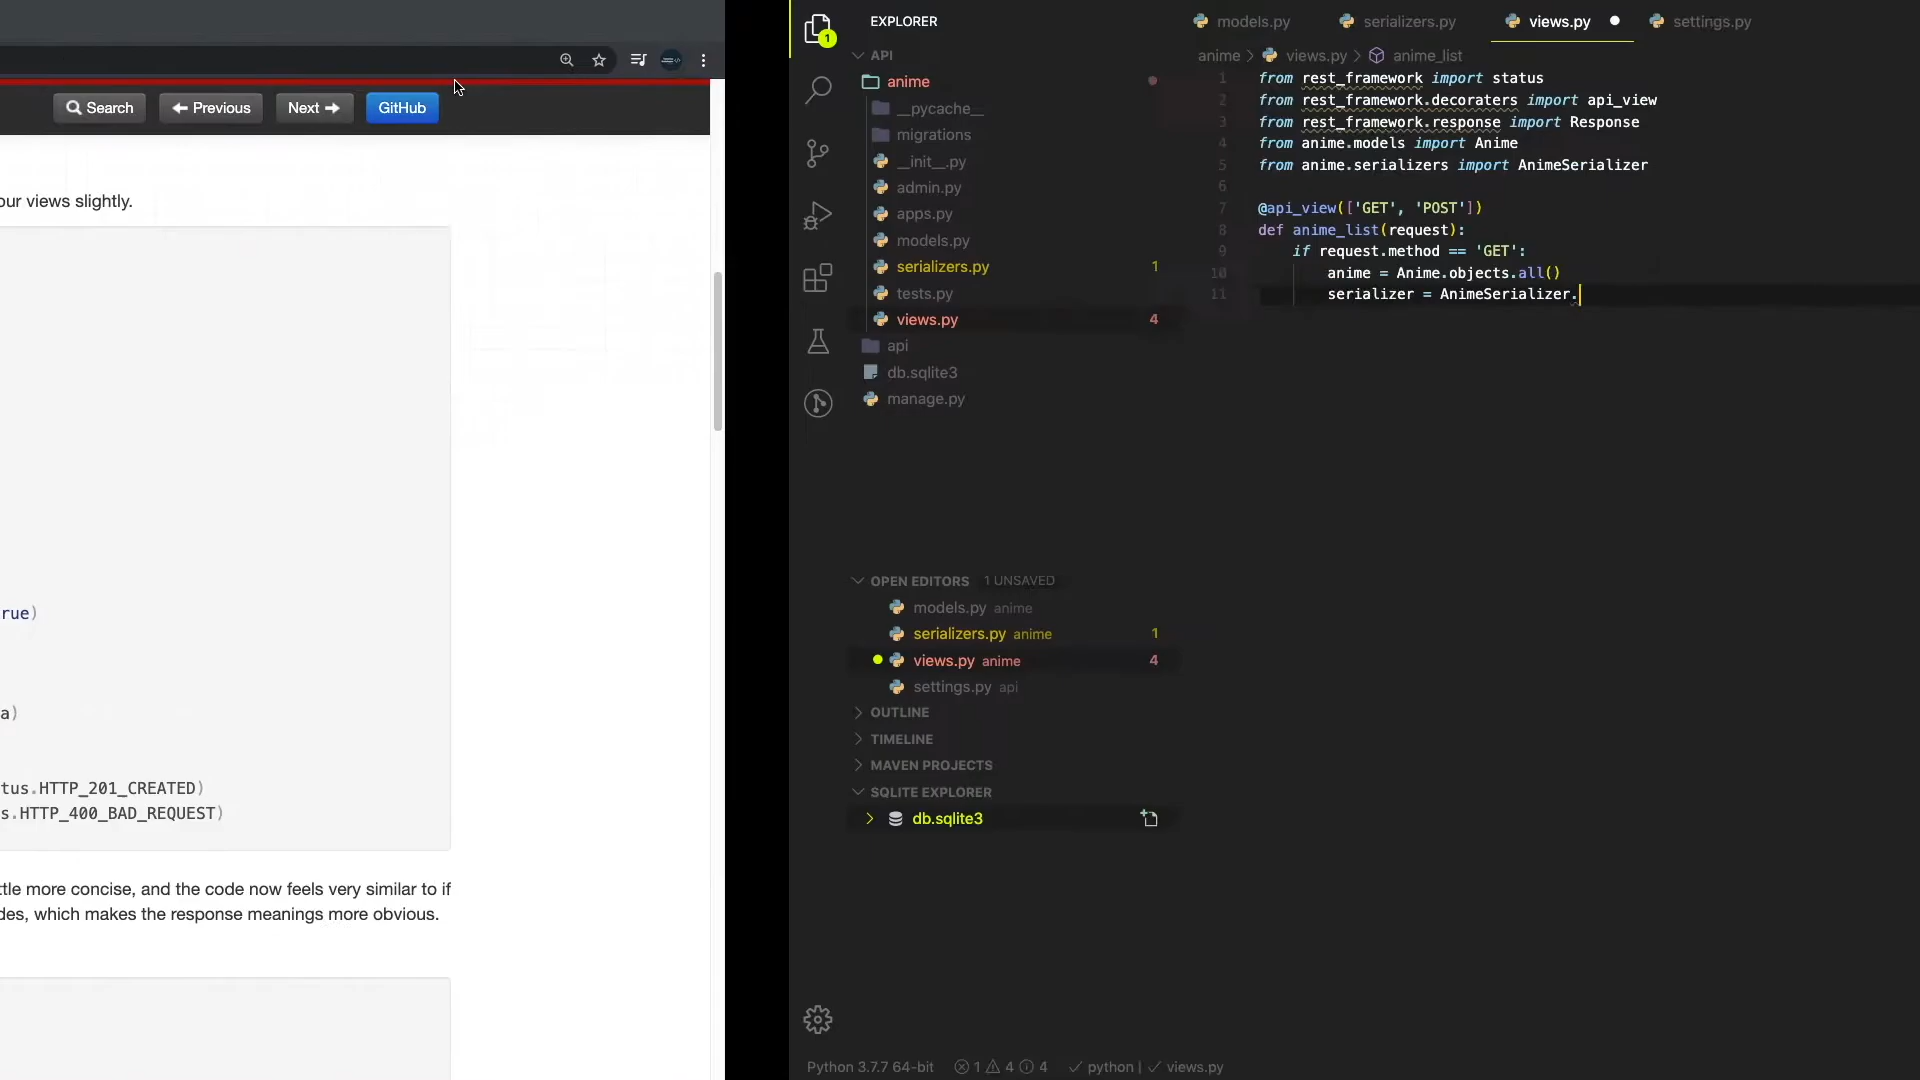 Search
Previous
Next
GitHub
our views slightly.
rue)
a)
tus.HTTP_201_CREATED)
s.HTTP_400_BAD_REQUEST)
ttle more concise, and the code now feels very similar to if
des, which makes the response meanings more obvious.
1
EXPLORER
API
anime
__pycache__
migrations
__init__.py
admin.py
apps.py
models.py
serializers.py 1
tests.py
views.py 4
api
db.sqlite3
manage.py
OPEN EDITORS 1 UNSAVED
models.py anime
serializers.py anime 1
views.py anime 4
settings.py api
OUTLINE
TIMELINE
MAVEN PROJECTS
SQLITE EXPLORER
db.sqlite3
models.py serializers.py views.py settings.py
anime > views.py > anime_list
1 from rest_framework import status
2 from rest_framework.decoraters import api_view
3 from rest_framework.response import Response
4 from anime.models import Anime
5 from anime.serializers import AnimeSerializer
6
7 @api_view(['GET', 'POST'])
8 def anime_list(request):
9 if request.method == 'GET':
10 anime = Anime.objects.all()
11 serializer = AnimeSerializer.
Python 3.7.7 64-bit 1 4 4 python | views.py